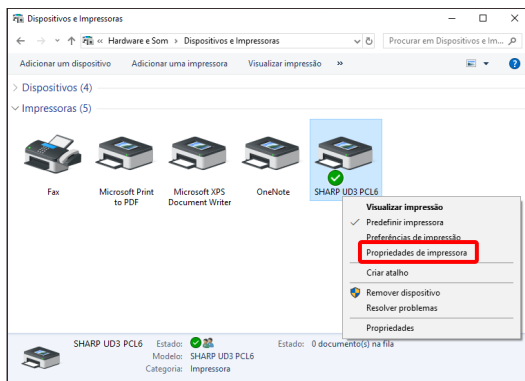 Dispositivos e Impressoras
« Hardware e Som › Dispositivos e Impressoras
Procurar em Dispositivos e Im...
Adicionar um dispositivo Adicionar uma impressora Visualizar impressão »
Dispositivos (4)
Impressoras (5)
Fax
Microsoft Print
to PDF
Microsoft XPS
Document Writer
OneNote
SHARP UD3 PCL6
Visualizar impressão
Predefinir impressora
Preferências de impressão
Propriedades de impressora
Criar atalho
Remover dispositivo
Resolver problemas
Propriedades
SHARP UD3 PCL6 Estado: Estado: 0 documento(s) na fila
Modelo: SHARP UD3 PCL6
Categoria: Impressora